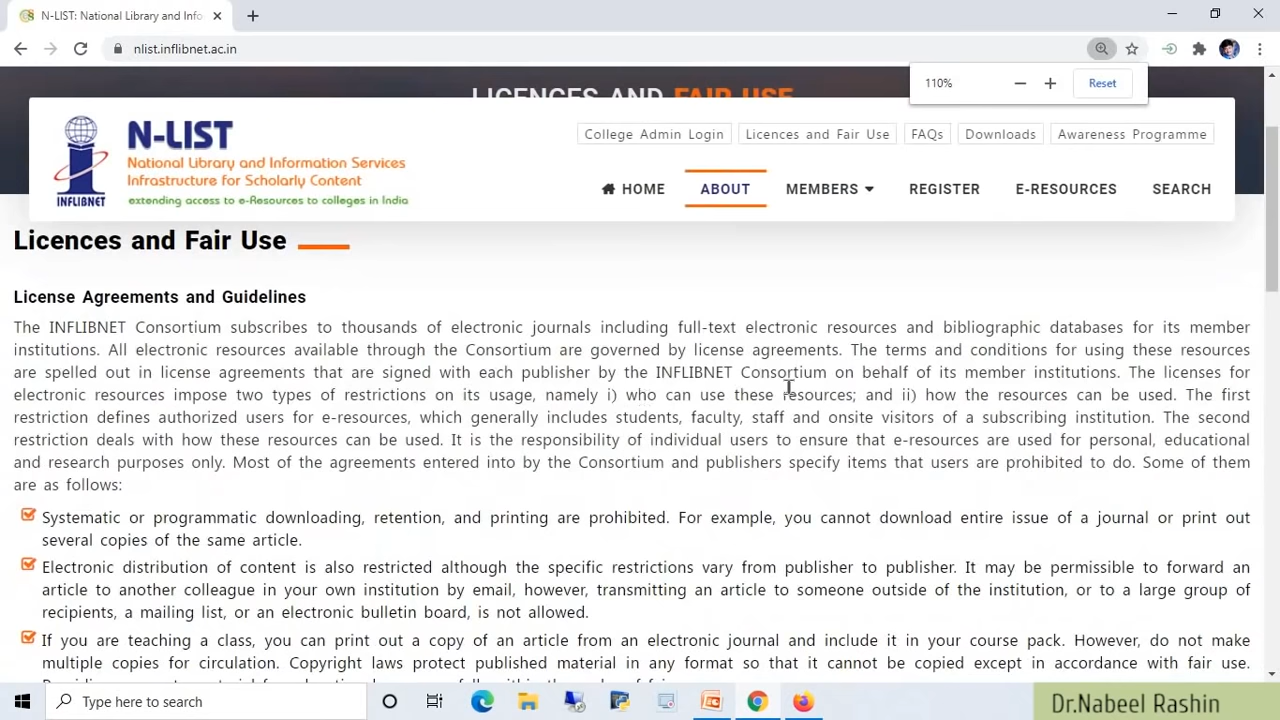 N-LIST: National Library and Info
nlist.inflibnet.ac.in
110%
Reset
LICENCES AND FAIR USE
N-LIST
National Library and Information Services
Infrastructure for Scholarly Content
extending access to e-Resources to colleges in India
INFLIBNET
College Admin Login
Licences and Fair Use
FAQs
Downloads
Awareness Programme
HOME
ABOUT
MEMBERS
REGISTER
E-RESOURCES
SEARCH
Licences and Fair Use
License Agreements and Guidelines
The INFLIBNET Consortium subscribes to thousands of electronic journals including full-text electronic resources and bibliographic databases for its member
institutions. All electronic resources available through the Consortium are governed by license agreements. The terms and conditions for using these resources
are spelled out in license agreements that are signed with each publisher by the INFLIBNET Consortium on behalf of its member institutions. The licenses for
electronic resources impose two types of restrictions on its usage, namely i) who can use these resources; and ii) how the resources can be used. The first
restriction defines authorized users for e-resources, which generally includes students, faculty, staff and onsite visitors of a subscribing institution. The second
restriction deals with how these resources can be used. It is the responsibility of individual users to ensure that e-resources are used for personal, educational
and research purposes only. Most of the agreements entered into by the Consortium and publishers specify items that users are prohibited to do. Some of them
are as follows:
Systematic or programmatic downloading, retention, and printing are prohibited. For example, you cannot download entire issue of a journal or print out
several copies of the same article.
Electronic distribution of content is also restricted although the specific restrictions vary from publisher to publisher. It may be permissible to forward an
article to another colleague in your own institution by email, however, transmitting an article to someone outside of the institution, or to a large group of
recipients, a mailing list, or an electronic bulletin board, is not allowed.
If you are teaching a class, you can print out a copy of an article from an electronic journal and include it in your course pack. However, do not make
multiple copies for circulation. Copyright laws protect published material in any format so that it cannot be copied except in accordance with fair use.
Type here to search
Dr.Nabeel Rashin